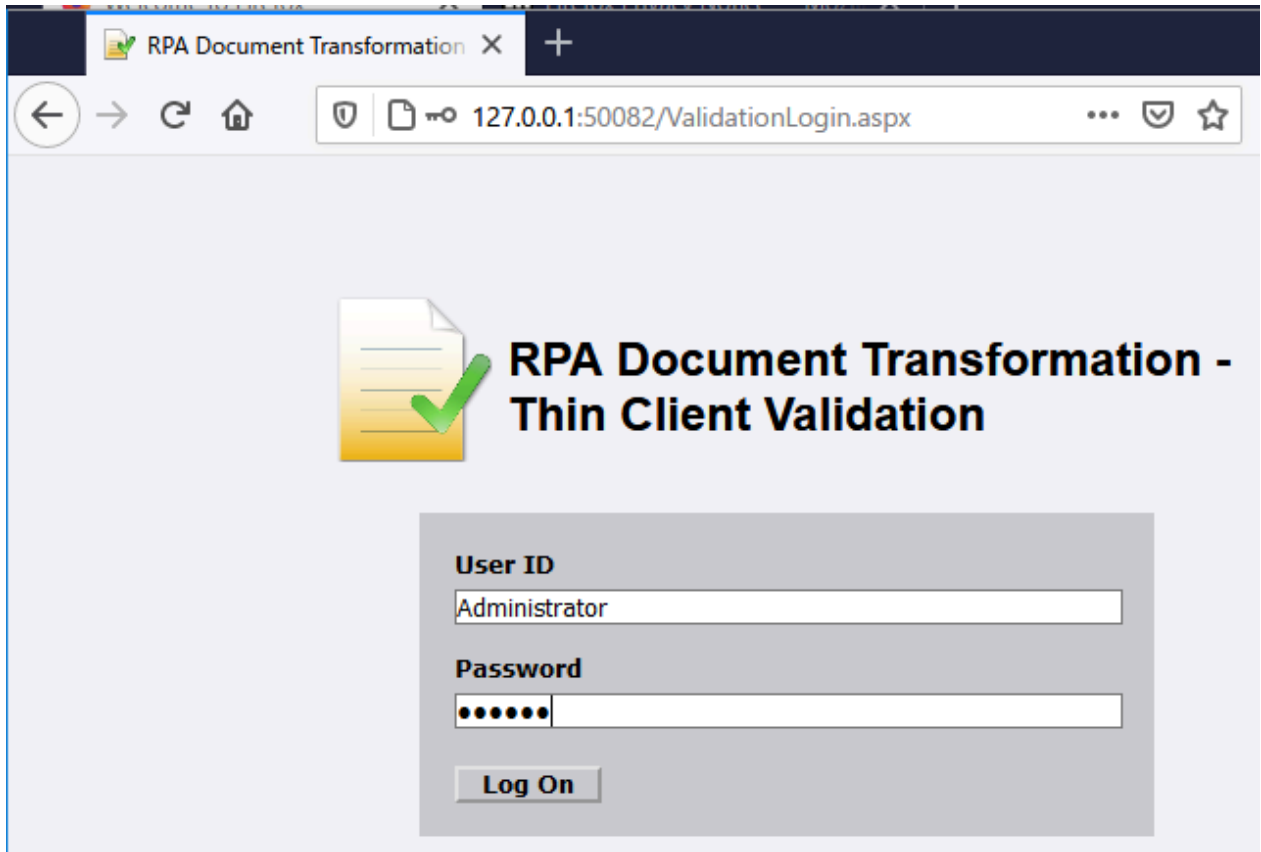 RPA Document Transformation
127.0.0.1:50082/ValidationLogin.aspx
RPA Document Transformation -
Thin Client Validation
User ID
Administrator
Password
Log On